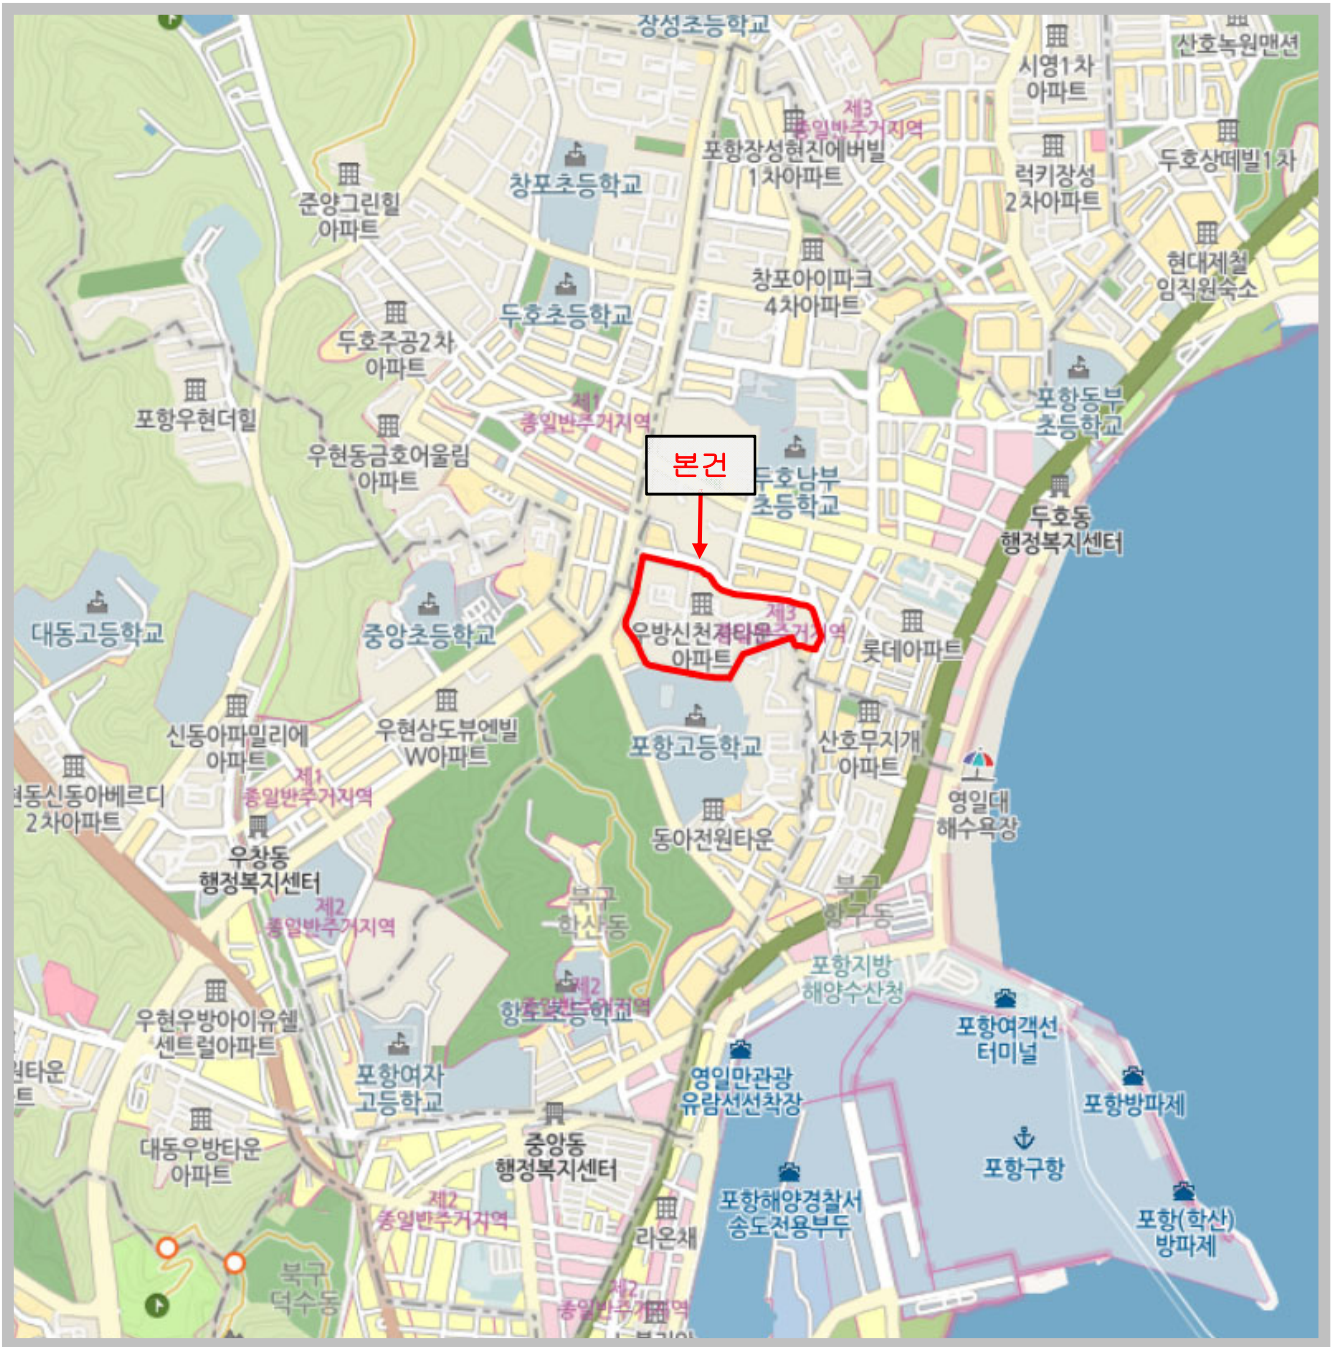 장성초등학교
산호녹원맨션
시영1차
아파트
제3
종일반주거지역
포항장성현진에버빌
1차아파트
럭키장성
2차아파트
두호상떼빌1차
창포초등학교
준양그린힐
아파트
현대제철
임직원숙소
창포아이파크
4차아파트
두호초등학교
두호주공2차
아파트
포항동부
초등학교
포항우현더힐
제1
종일반주거지역
우현동금호어울림
아파트
본건
두호남부
초등학교
두호동
행정복지센터
대동고등학교
중앙초등학교
우방신천지타운
아파트
제3
롯데아파트
신동아파밀리에
아파트
우현삼도뷰엔빌
W아파트
포항고등학교
산호무지개
아파트
현동신동아베르디
2차아파트
제1
종일반주거지역
영일대
해수욕장
동아전원타운
우창동
행정복지센터
제2
종일반주거지역
북구
학산동
북구
항구동
포항지방
해양수산청
제2
종일반주거지역
항도초등학교
우현우방아이유쉘
센트럴아파트
포항여객선
터미널
원타운
트
포항여자
고등학교
영일만관광
유람선선착장
포항방파제
대동우방타운
아파트
중앙동
행정복지센터
포항구항
포항해양경찰서
송도전용부두
포항(학산)
방파제
제2
종일반주거지역
라온채
북구
덕수동
제2
종일반주거지역